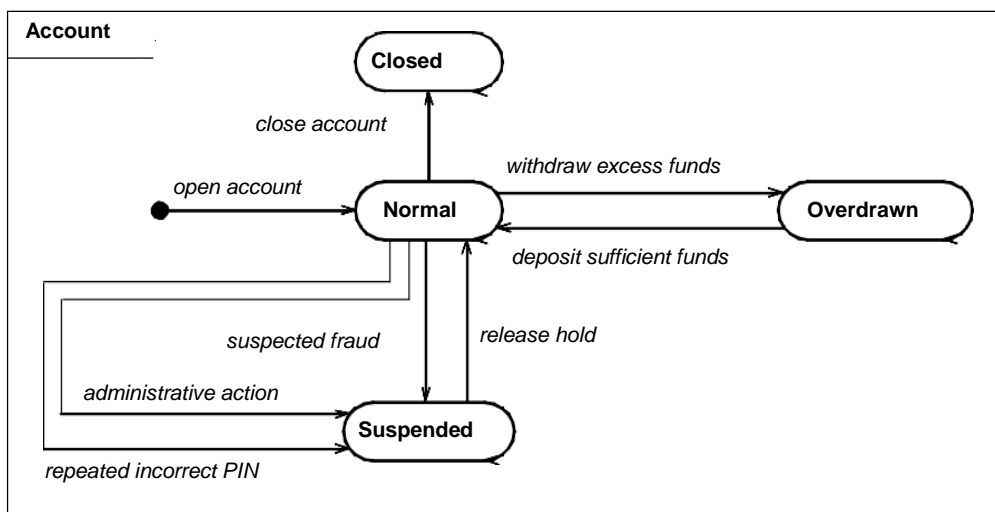 Account
Closed
close account
withdraw excess funds
open account
Normal
Overdrawn
deposit sufficient funds
suspected fraud
release hold
administrative action
Suspended
repeated incorrect PIN